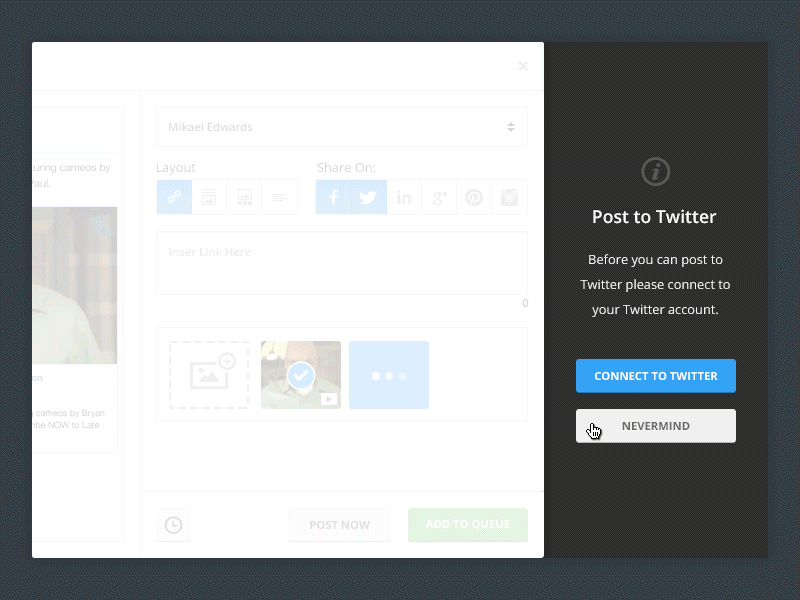 ×
Mikael Edwards
Layout
Share On:
f in g+
Inser Link Here
0
POST NOW
ADD TO QUEUE
uring cameos by
Paul.
on
cameos by Bryan
ibe NOW to Late
i
Post to Twitter
Before you can post to
Twitter please connect to
your Twitter account.
CONNECT TO TWITTER
NEVERMIND